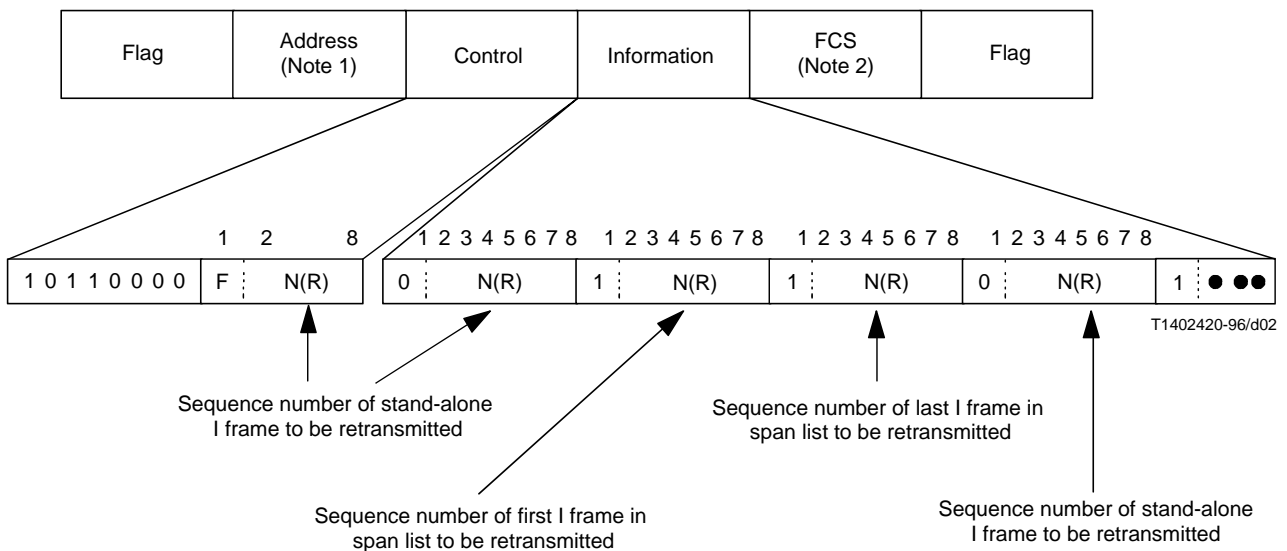 Flag Address (Note 1) Control Information FCS (Note 2) Flag
1 2 8 1 2 3 4 5 6 7 8 1 2 3 4 5 6 7 8 1 2 3 4 5 6 7 8 1 2 3 4 5 6 7 8
1 0 1 1 0 0 0 0 F N(R) 0 N(R) 1 N(R) 1 N(R) 0 N(R) 1
T1402420-96/d02
Sequence number of stand-alone
I frame to be retransmitted
Sequence number of last I frame in
span list to be retransmitted
Sequence number of first I frame in
span list to be retransmitted
Sequence number of stand-alone
I frame to be retransmitted